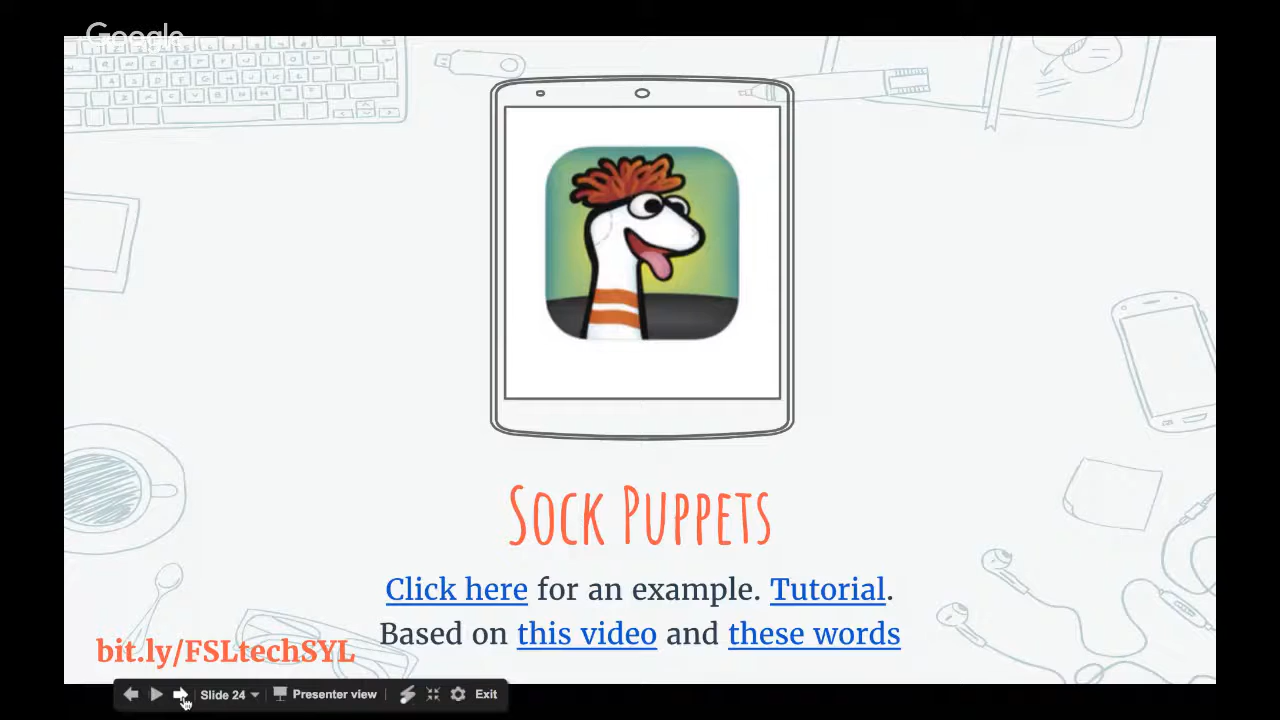 Google
Sock Puppets
Click here for an example. Tutorial.
Based on this video and these words
bit.ly/FSLtechSYL
Slide 24
Presenter view
Exit